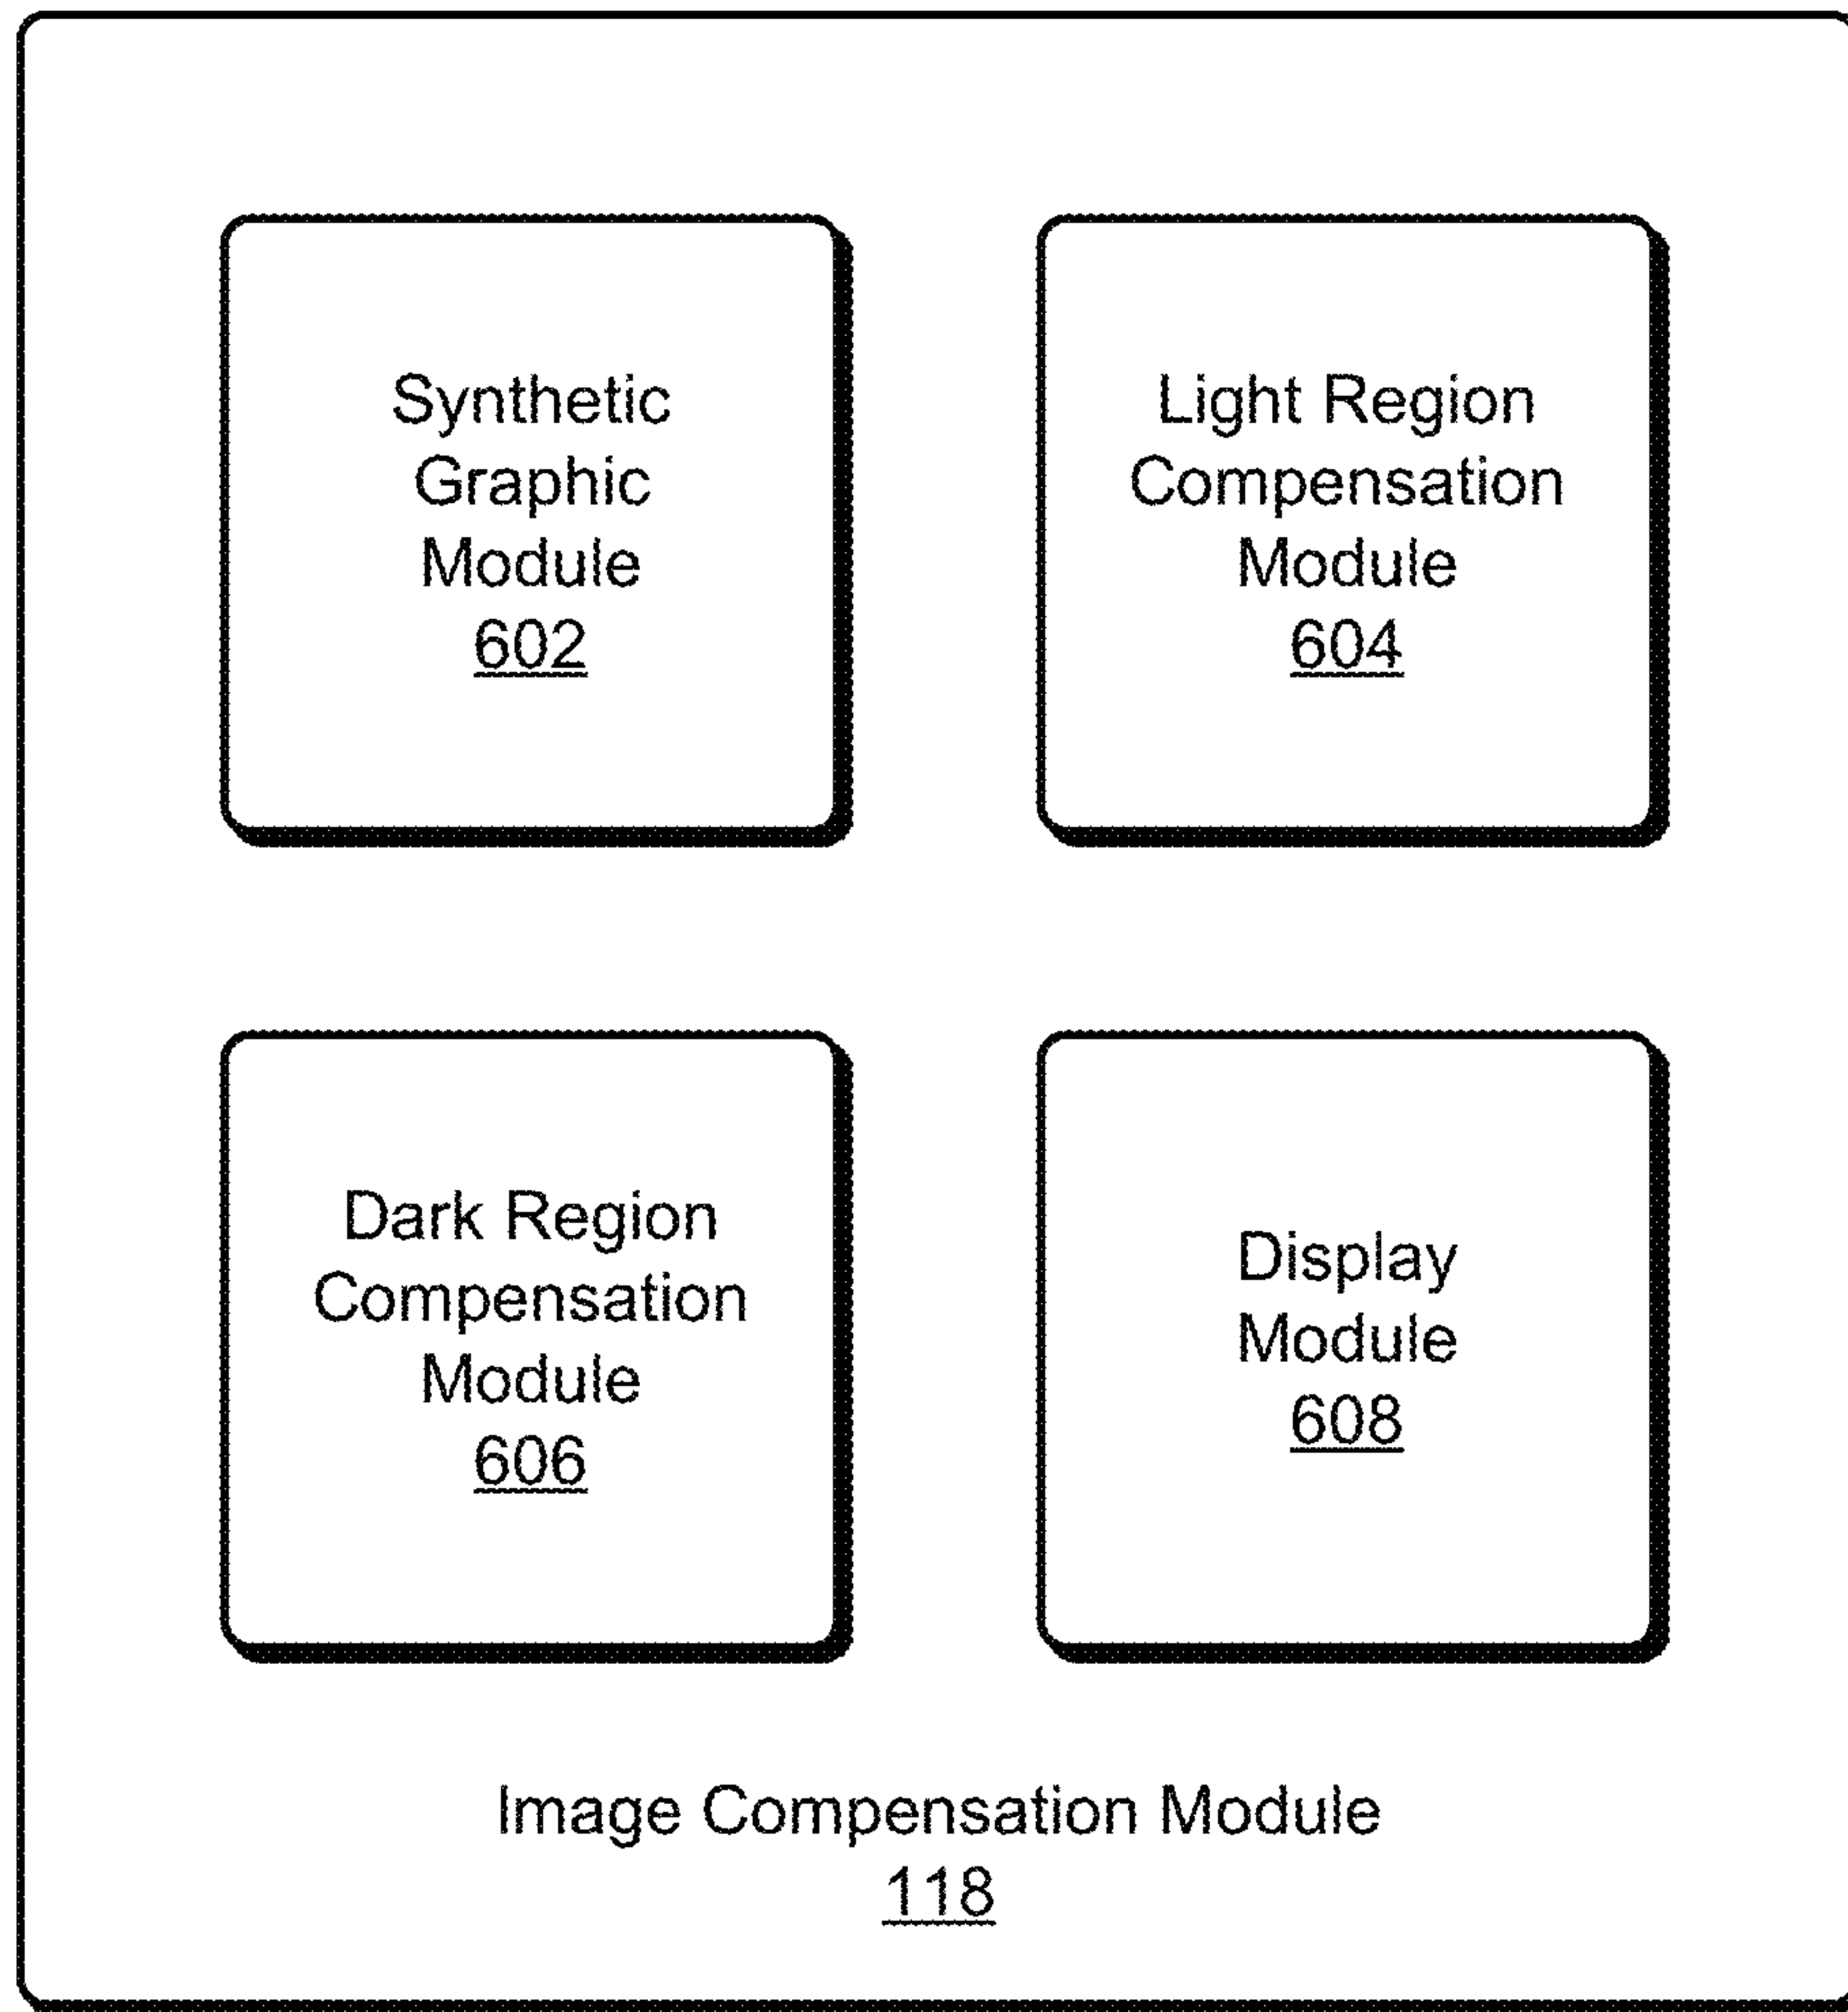 Synthetic
Graphic
Module
602
Light Region
Compensation
Module
604
Dark Region
Compensation
Module
606
Display
Module
608
Image Compensation Module
118